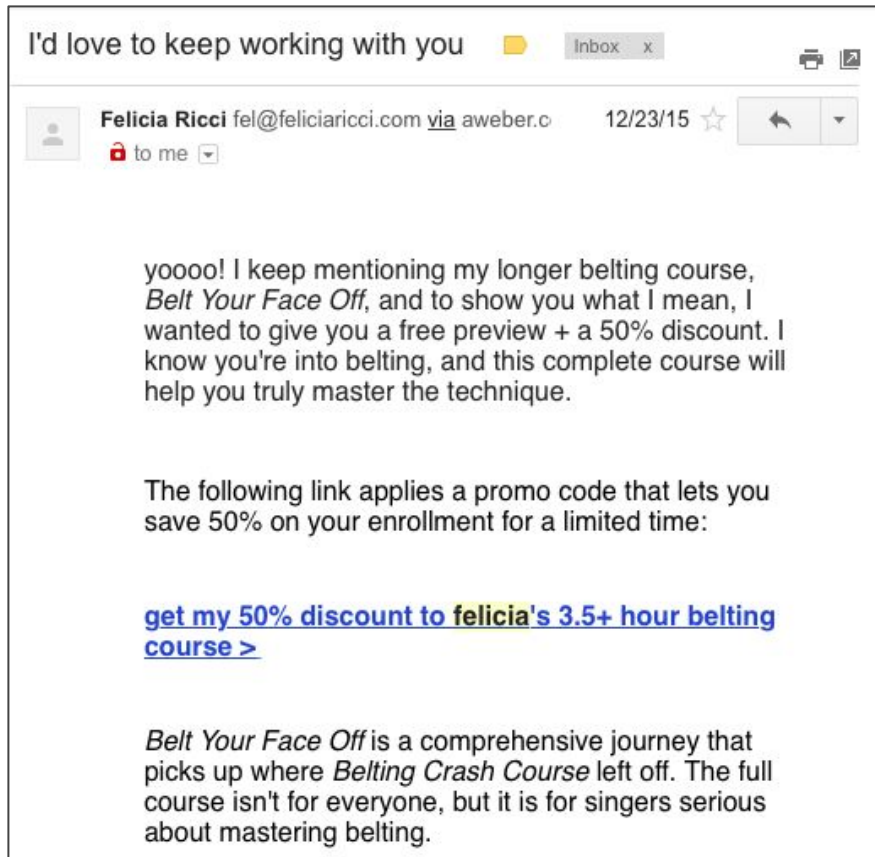 I'd love to keep working with you Inbox x
Felicia Ricci fel@feliciaricci.com via aweber.c 12/23/15
to me
yoooo! I keep mentioning my longer belting course,
Belt Your Face Off, and to show you what I mean, I
wanted to give you a free preview + a 50% discount. I
know you're into belting, and this complete course will
help you truly master the technique.
The following link applies a promo code that lets you
save 50% on your enrollment for a limited time:
get my 50% discount to felicia's 3.5+ hour belting
course >
Belt Your Face Off is a comprehensive journey that
picks up where Belting Crash Course left off. The full
course isn't for everyone, but it is for singers serious
about mastering belting.